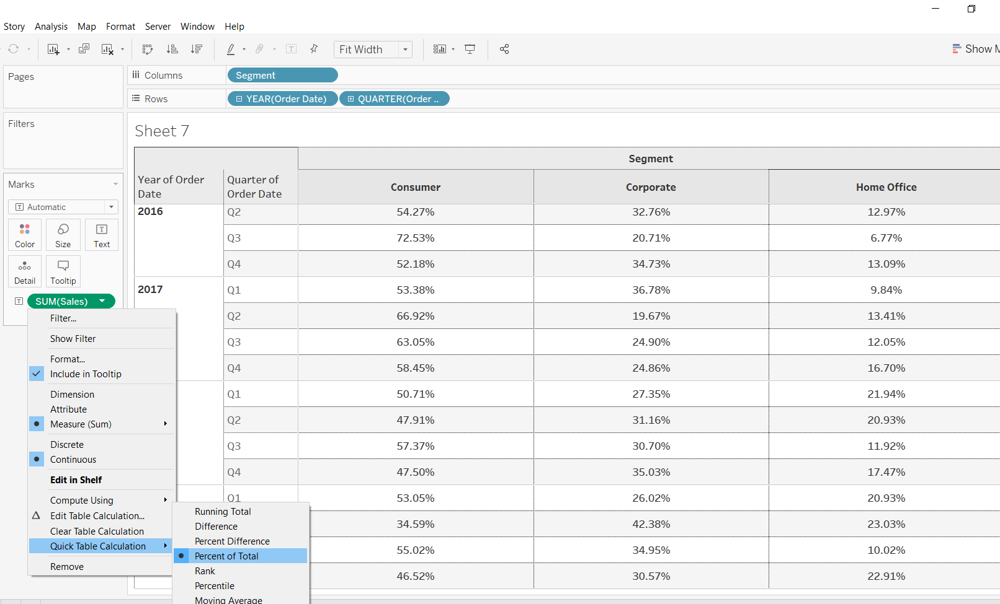 Story Analysis Map Format Server Window Help
Fit Width
Show M
Pages
Columns Segment
Rows YEAR(Order Date) QUARTER(Order ..
Filters
Sheet 7
Segment
Year of Order Date Quarter of Order Date Consumer Corporate Home Office
2016 Q2 54.27% 32.76% 12.97%
Q3 72.53% 20.71% 6.77%
Q4 52.18% 34.73% 13.09%
2017 Q1 53.38% 36.78% 9.84%
Q2 66.92% 19.67% 13.41%
Q3 63.05% 24.90% 12.05%
Q4 58.45% 24.86% 16.70%
Q1 50.71% 27.35% 21.94%
Q2 47.91% 31.16% 20.93%
Q3 57.37% 30.70% 11.92%
Q4 47.50% 35.03% 17.47%
Q1 53.05% 26.02% 20.93%
34.59% 42.38% 23.03%
55.02% 34.95% 10.02%
46.52% 30.57% 22.91%
Marks
Automatic
Color Size Text
Detail Tooltip
SUM(Sales)
Filter...
Show Filter
Format...
Include in Tooltip
Dimension
Attribute
Measure (Sum)
Discrete
Continuous
Edit in Shelf
Compute Using
Edit Table Calculation...
Clear Table Calculation
Quick Table Calculation
Remove
Running Total
Difference
Percent Difference
Percent of Total
Rank
Percentile
Moving Average